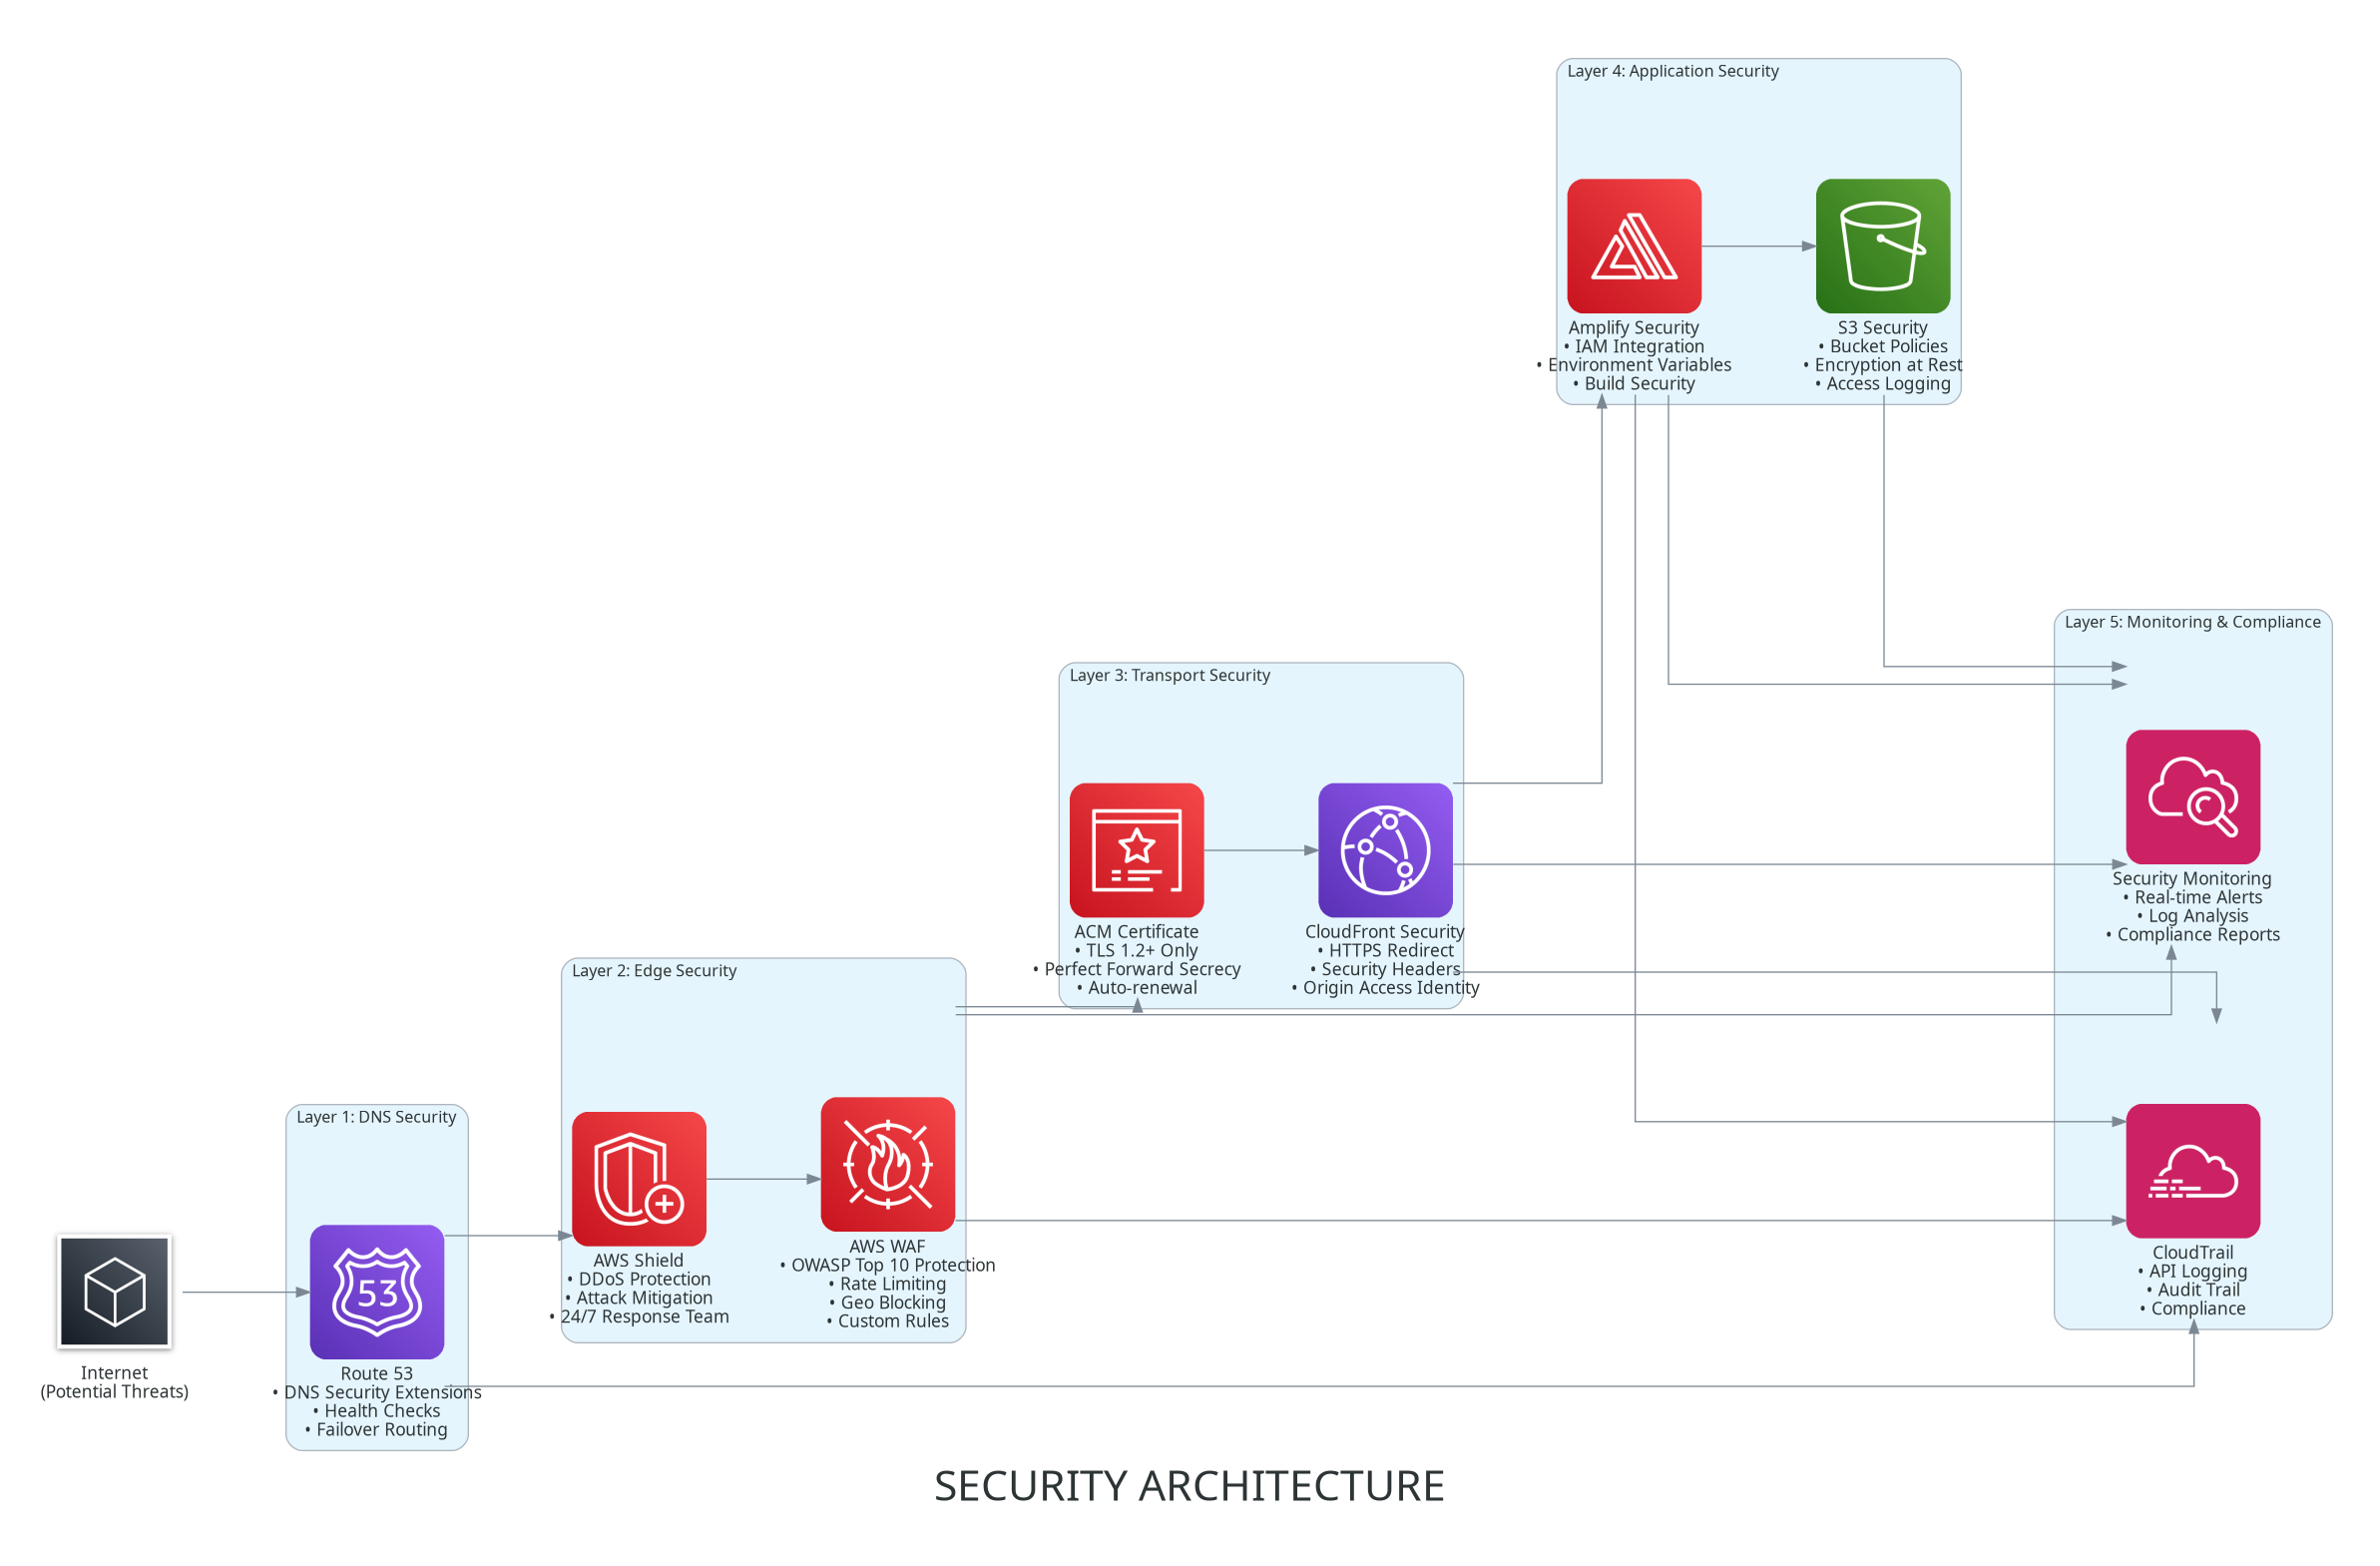 Layer 4: Application Security
Amplify Security
• IAM Integration
• Environment Variables
• Build Security
S3 Security
• Bucket Policies
• Encryption at Rest
• Access Logging
Layer 5: Monitoring & Compliance
Security Monitoring
• Real-time Alerts
• Log Analysis
• Compliance Reports
CloudTrail
• API Logging
• Audit Trail
• Compliance
Layer 3: Transport Security
ACM Certificate
• TLS 1.2+ Only
• Perfect Forward Secrecy
• Auto-renewal
CloudFront Security
• HTTPS Redirect
• Security Headers
• Origin Access Identity
Layer 2: Edge Security
AWS Shield
• DDoS Protection
• Attack Mitigation
• 24/7 Response Team
AWS WAF
• OWASP Top 10 Protection
• Rate Limiting
• Geo Blocking
• Custom Rules
Layer 1: DNS Security
53
Route 53
• DNS Security Extensions
• Health Checks
• Failover Routing
Internet
(Potential Threats)
SECURITY ARCHITECTURE